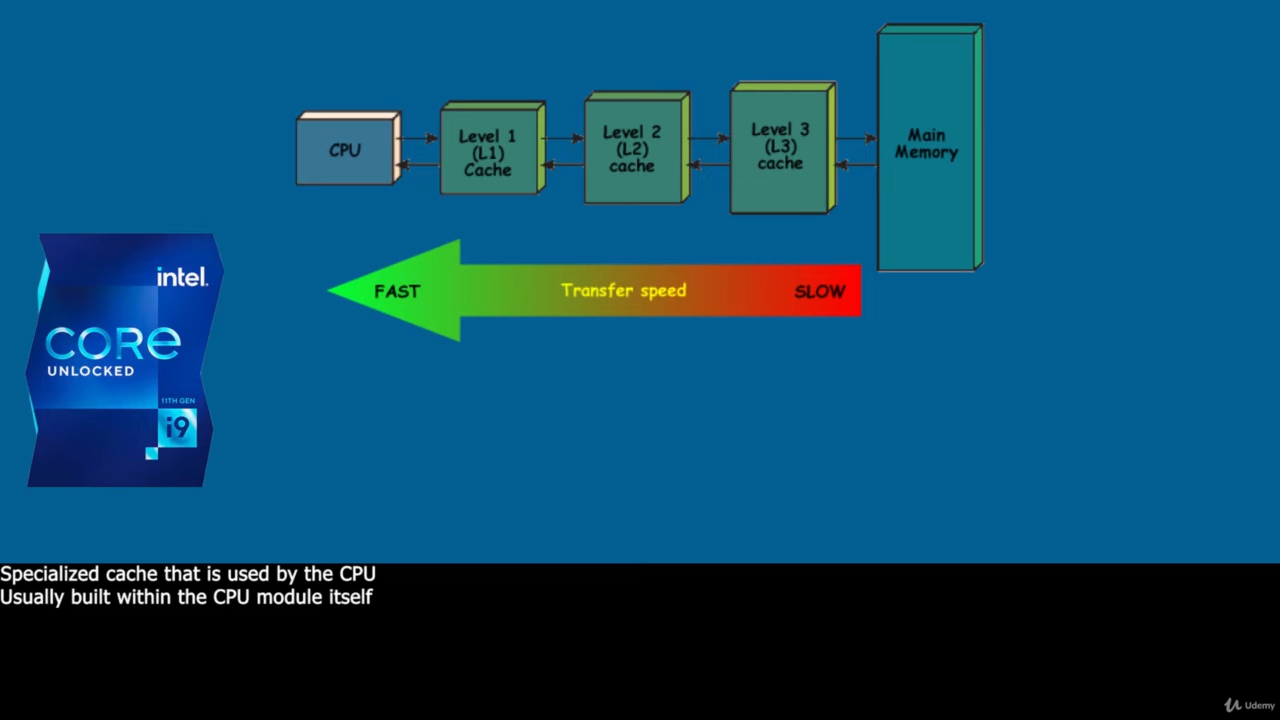 CPU
Level 1
(L1)
Cache
Level 2
(L2)
cache
Level 3
(L3)
cache
Main
Memory
FAST
Transfer speed
SLOW
intel.
CORE
UNLOCKED
11TH GEN
i9
Specialized cache that is used by the CPU
Usually built within the CPU module itself
Udemy